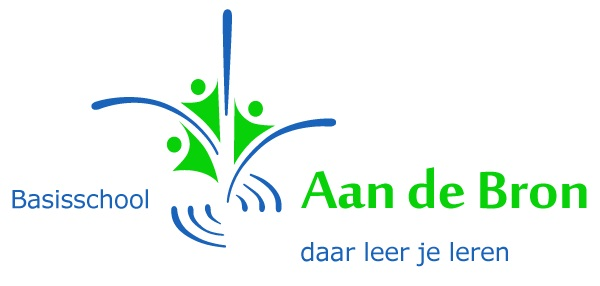 Basisschool
Aan de Bron
daar leer je leren